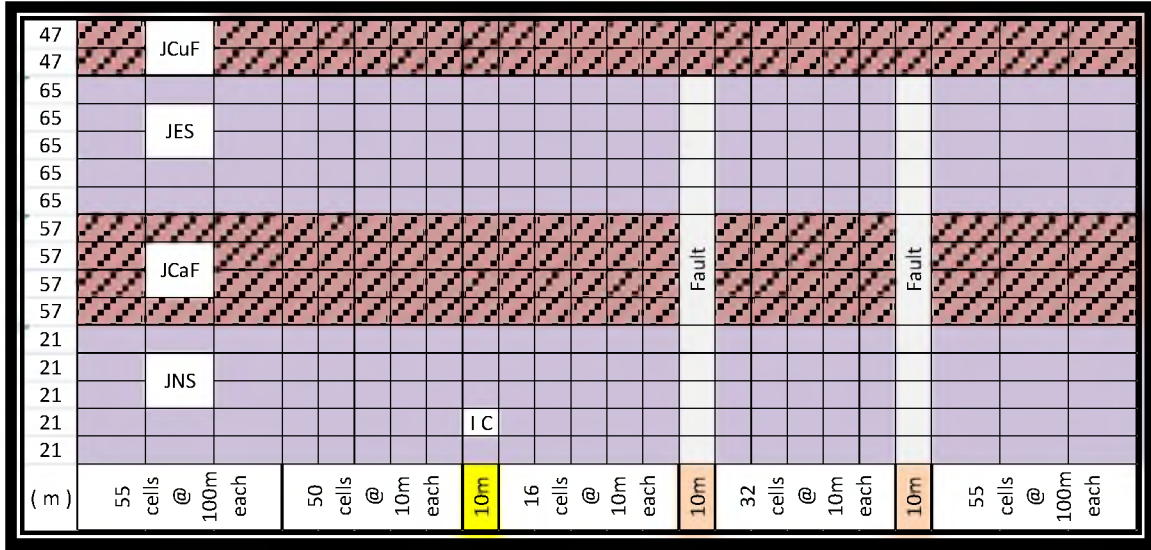 47
47
JCuF
65
65
65
65
65
JES
57
57
57
57
JCaF
Fault
Fault
21
21
21
21
21
JNS
I C
( m )
55 cells @ 100m each
50 cells @ 10m each
10m
16 cells @ 10m each
10m
32 cells @ 10m each
10m
55 cells @ 100m each